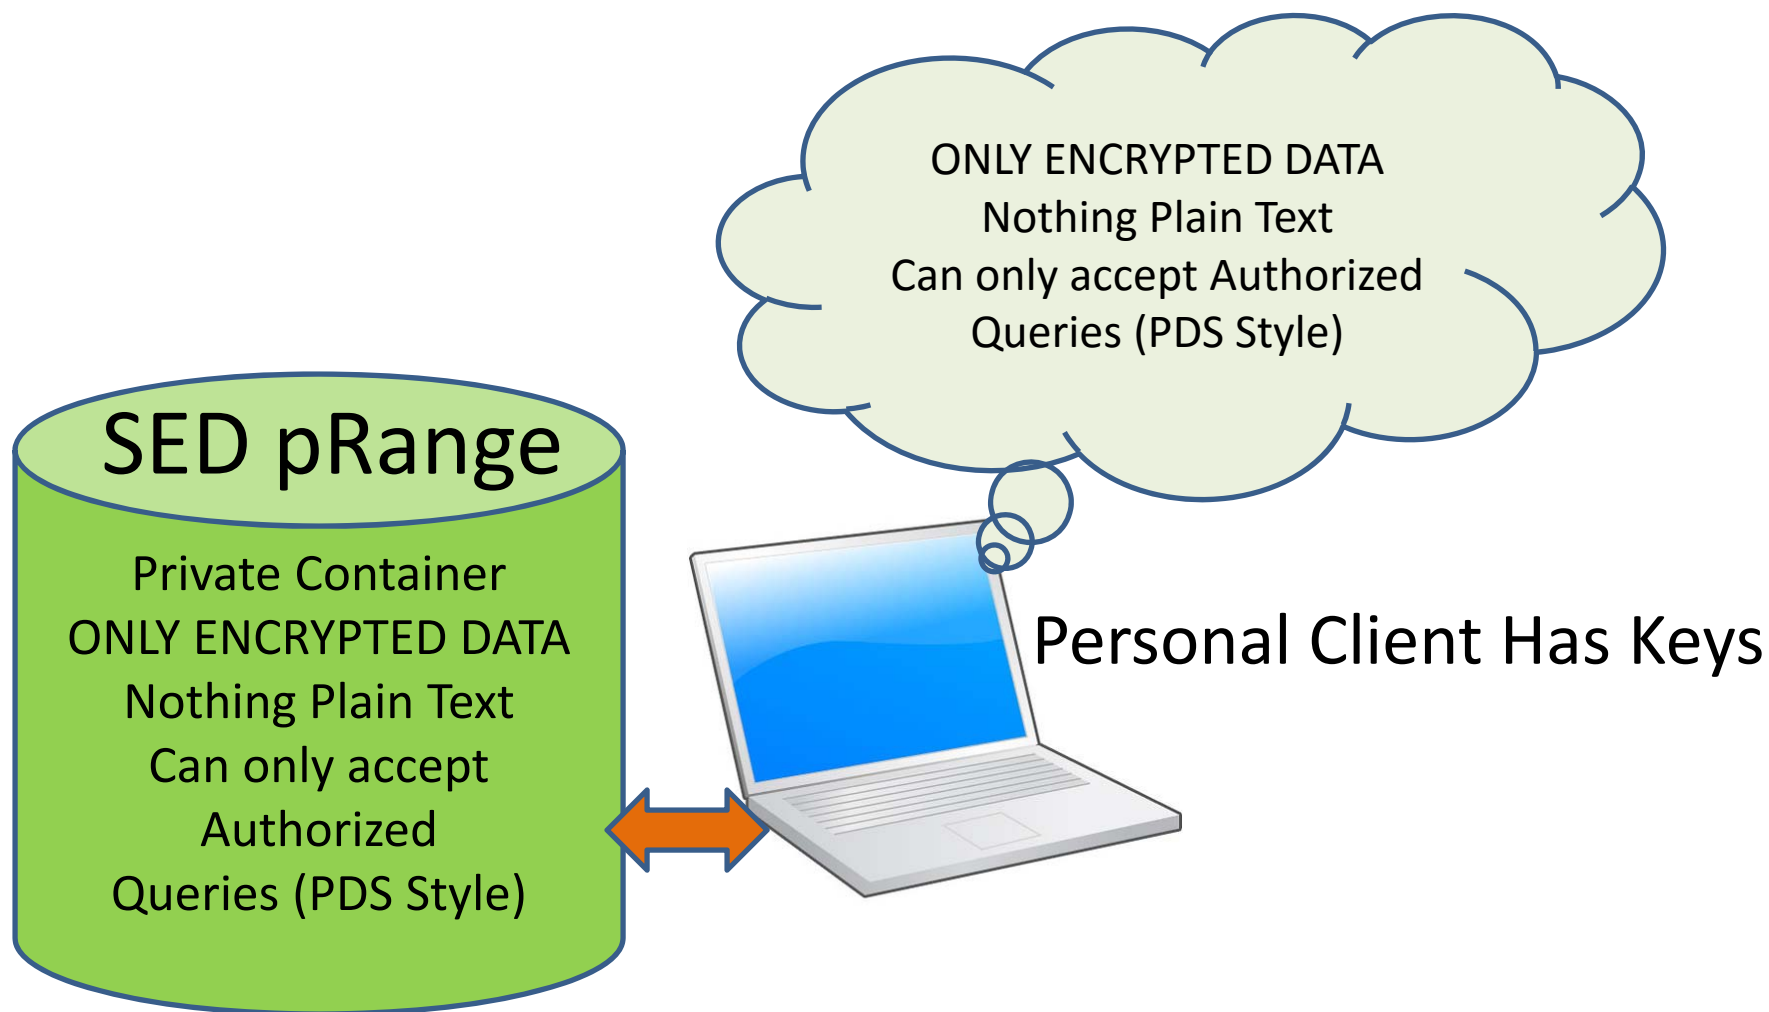 ONLY ENCRYPTED DATA
Nothing Plain Text
Can only accept Authorized
Queries (PDS Style)
SED pRange
Private Container
ONLY ENCRYPTED DATA
Nothing Plain Text
Can only accept
Authorized
Queries (PDS Style)
Personal Client Has Keys